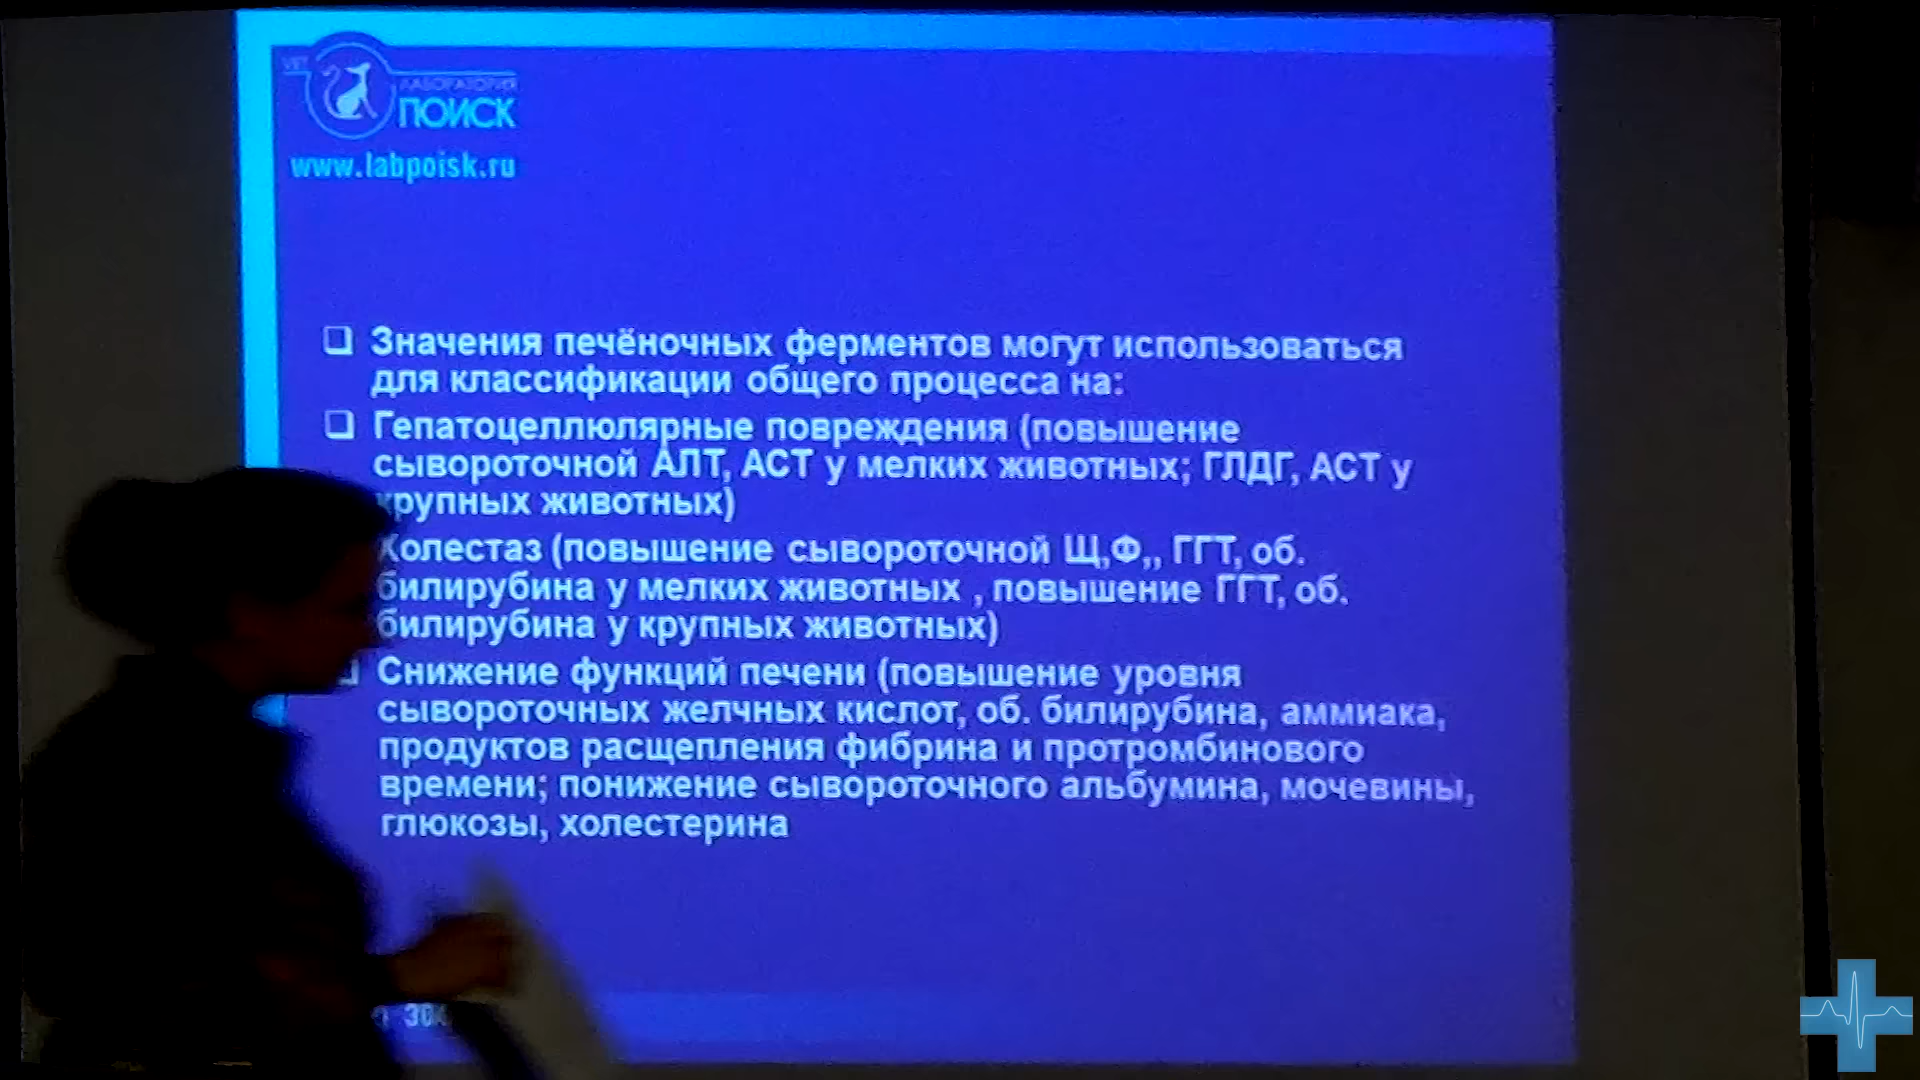 VET
ЛАБОРАТОРИЯ
ПОИСК
www.labpoisk.ru
Значения печёночных ферментов могут использоваться
для классификации общего процесса на:
Гепатоцеллюлярные повреждения (повышение
сывороточной АЛТ, АСТ у мелких животных; ГЛДГ, АСТ у
крупных животных)
Холестаз (повышение сывороточной Щ,Ф,, ГГТ, об.
билирубина у мелких животных , повышение ГГТ, об.
билирубина у крупных животных)
Снижение функций печени (повышение уровня
сывороточных желчных кислот, об. билирубина, аммиака,
продуктов расщепления фибрина и протромбинового
времени; понижение сывороточного альбумина, мочевины,
глюкозы, холестерина